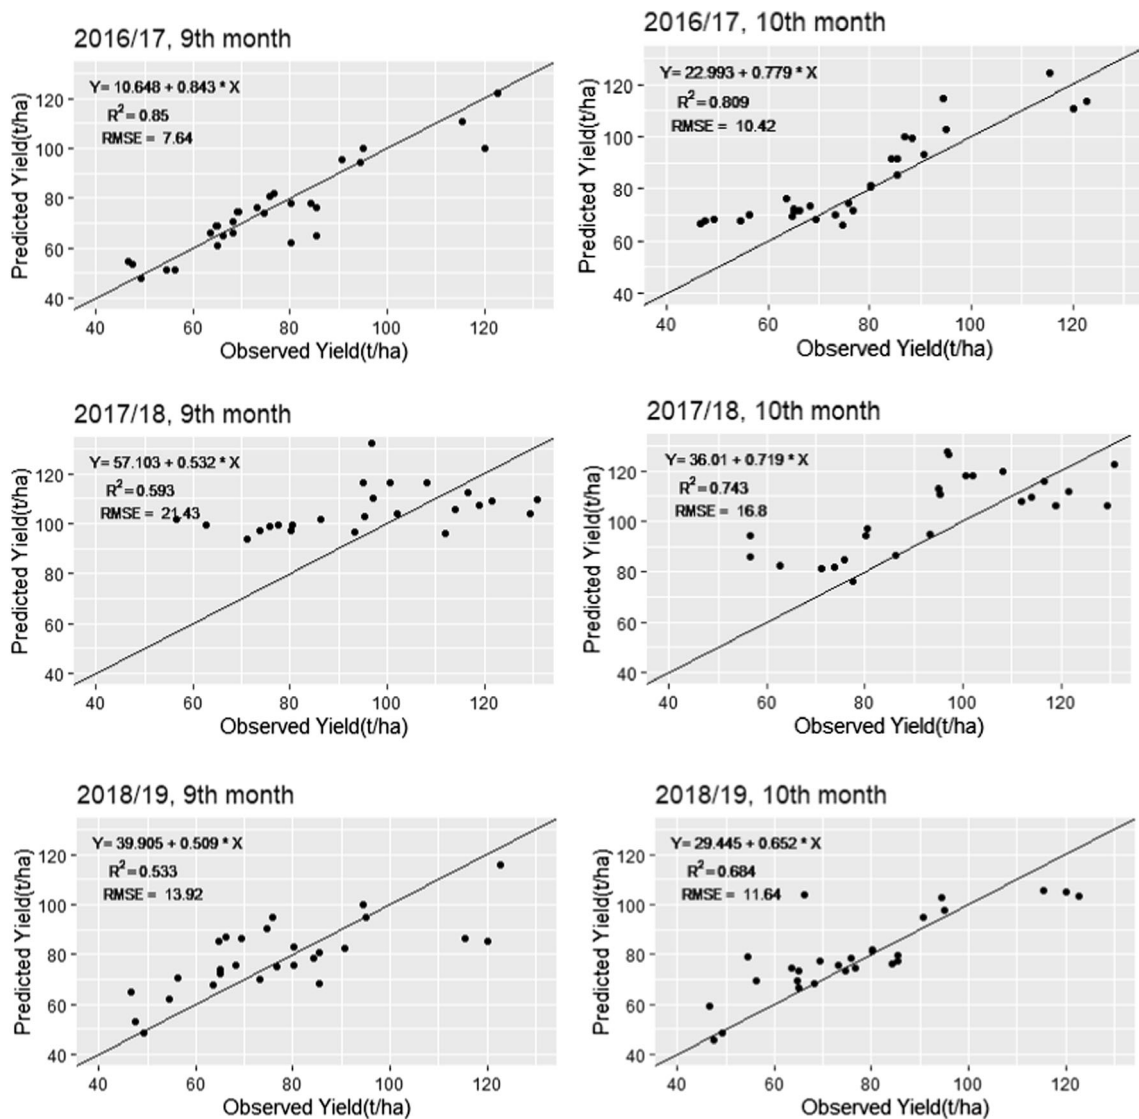 2016/17, 9th month
Y= 10.648 + 0.843 * X
R²= 0.85
RMSE = 7.64
Predicted Yield(t/ha)
120
100
80
60
40
40 60 80 100 120
Observed Yield(t/ha)
2016/17, 10th month
Y= 22.993 + 0.779 * X
R²= 0.809
RMSE = 10.42
Predicted Yield(t/ha)
120
100
80
60
40
40 60 80 100 120
Observed Yield(t/ha)
2017/18, 9th month
Y= 57.103 + 0.532 * X
R²= 0.593
RMSE = 21.43
Predicted Yield(t/ha)
120
100
80
60
40
40 60 80 100 120
Observed Yield(t/ha)
2017/18, 10th month
Y= 36.01 + 0.719 * X
R²= 0.743
RMSE = 16.8
Predicted Yield(t/ha)
120
100
80
60
40
40 60 80 100 120
Observed Yield(t/ha)
2018/19, 9th month
Y= 39.905 + 0.509 * X
R²= 0.533
RMSE = 13.92
Predicted Yield(t/ha)
120
100
80
60
40
40 60 80 100 120
Observed Yield(t/ha)
2018/19, 10th month
Y= 29.445 + 0.652 * X
R²= 0.684
RMSE = 11.64
Predicted Yield(t/ha)
120
100
80
60
40
40 60 80 100 120
Observed Yield(t/ha)